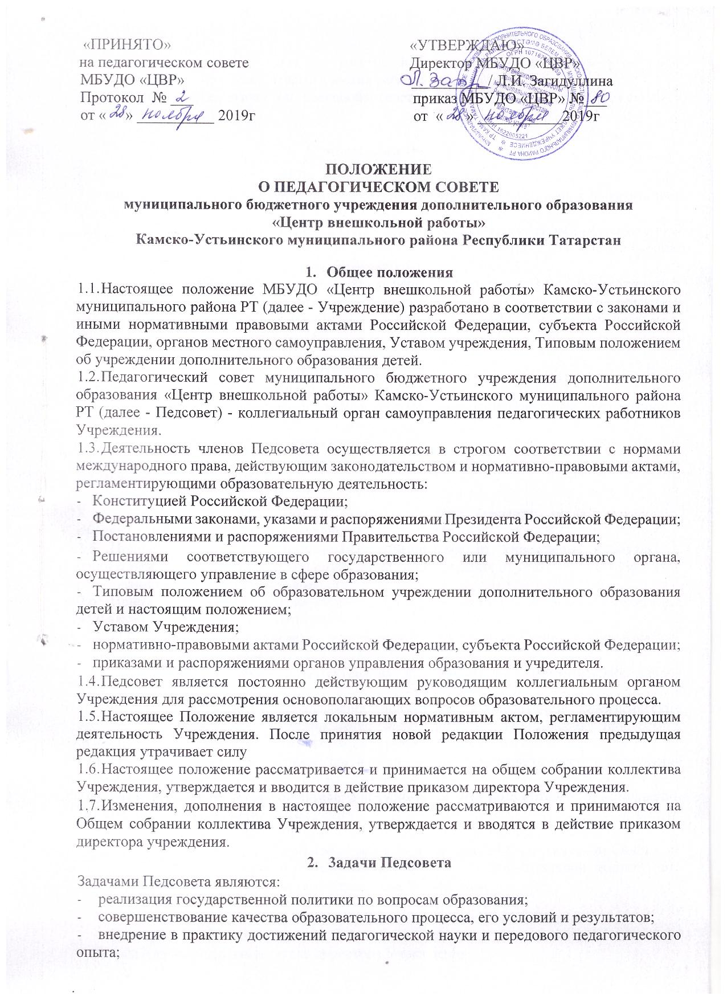 «ПРИНЯТО»
на педагогическом совете
МБУДО «ЦВР»
Протокол № 2
от «28» ноября 2019г
«УТВЕРЖДАЮ»
Директор МБУДО «ЦВР»
/ Л.И. Загидуллина
приказ МБУДО «ЦВР» № 80
от «28» ноября 2019г
ПОЛОЖЕНИЕ
О ПЕДАГОГИЧЕСКОМ СОВЕТЕ
муниципального бюджетного учреждения дополнительного образования
«Центр внешкольной работы»
Камско-Устьинского муниципального района Республики Татарстан
1. Общее положения
1.1.Настоящее положение МБУДО «Центр внешкольной работы» Камско-Устьинского
муниципального района РТ (далее - Учреждение) разработано в соответствии с законами и
иными нормативными правовыми актами Российской Федерации, субъекта Российской
Федерации, органов местного самоуправления, Уставом учреждения, Типовым положением
об учреждении дополнительного образования детей.
1.2.Педагогический совет муниципального бюджетного учреждения дополнительного
образования «Центр внешкольной работы» Камско-Устьинского муниципального района
РТ (далее - Педсовет) - коллегиальный орган самоуправления педагогических работников
Учреждения.
1.3.Деятельность членов Педсовета осуществляется в строгом соответствии с нормами
международного права, действующим законодательством и нормативно-правовыми актами,
регламентирующими образовательную деятельность:
- Конституцией Российской Федерации;
- Федеральными законами, указами и распоряжениями Президента Российской Федерации;
- Постановлениями и распоряжениями Правительства Российской Федерации;
- Решениями соответствующего государственного или муниципального органа,
осуществляющего управление в сфере образования;
- Типовым положением об образовательном учреждении дополнительного образования
детей и настоящим положением;
- Уставом Учреждения;
- нормативно-правовыми актами Российской Федерации, субъекта Российской Федерации;
- приказами и распоряжениями органов управления образования и учредителя.
1.4.Педсовет является постоянно действующим руководящим коллегиальным органом
Учреждения для рассмотрения основополагающих вопросов образовательного процесса.
1.5.Настоящее Положение является локальным нормативным актом, регламентирующим
деятельность Учреждения. После принятия новой редакции Положения предыдущая
редакция утрачивает силу
1.6.Настоящее положение рассматривается и принимается на общем собрании коллектива
Учреждения, утверждается и вводится в действие приказом директора Учреждения.
1.7.Изменения, дополнения в настоящее положение рассматриваются и принимаются на
Общем собрании коллектива Учреждения, утверждается и вводятся в действие приказом
директора учреждения.
2. Задачи Педсовета
Задачами Педсовета являются:
- реализация государственной политики по вопросам образования;
- совершенствование качества образовательного процесса, его условий и результатов;
- внедрение в практику достижений педагогической науки и передового педагогического
опыта;